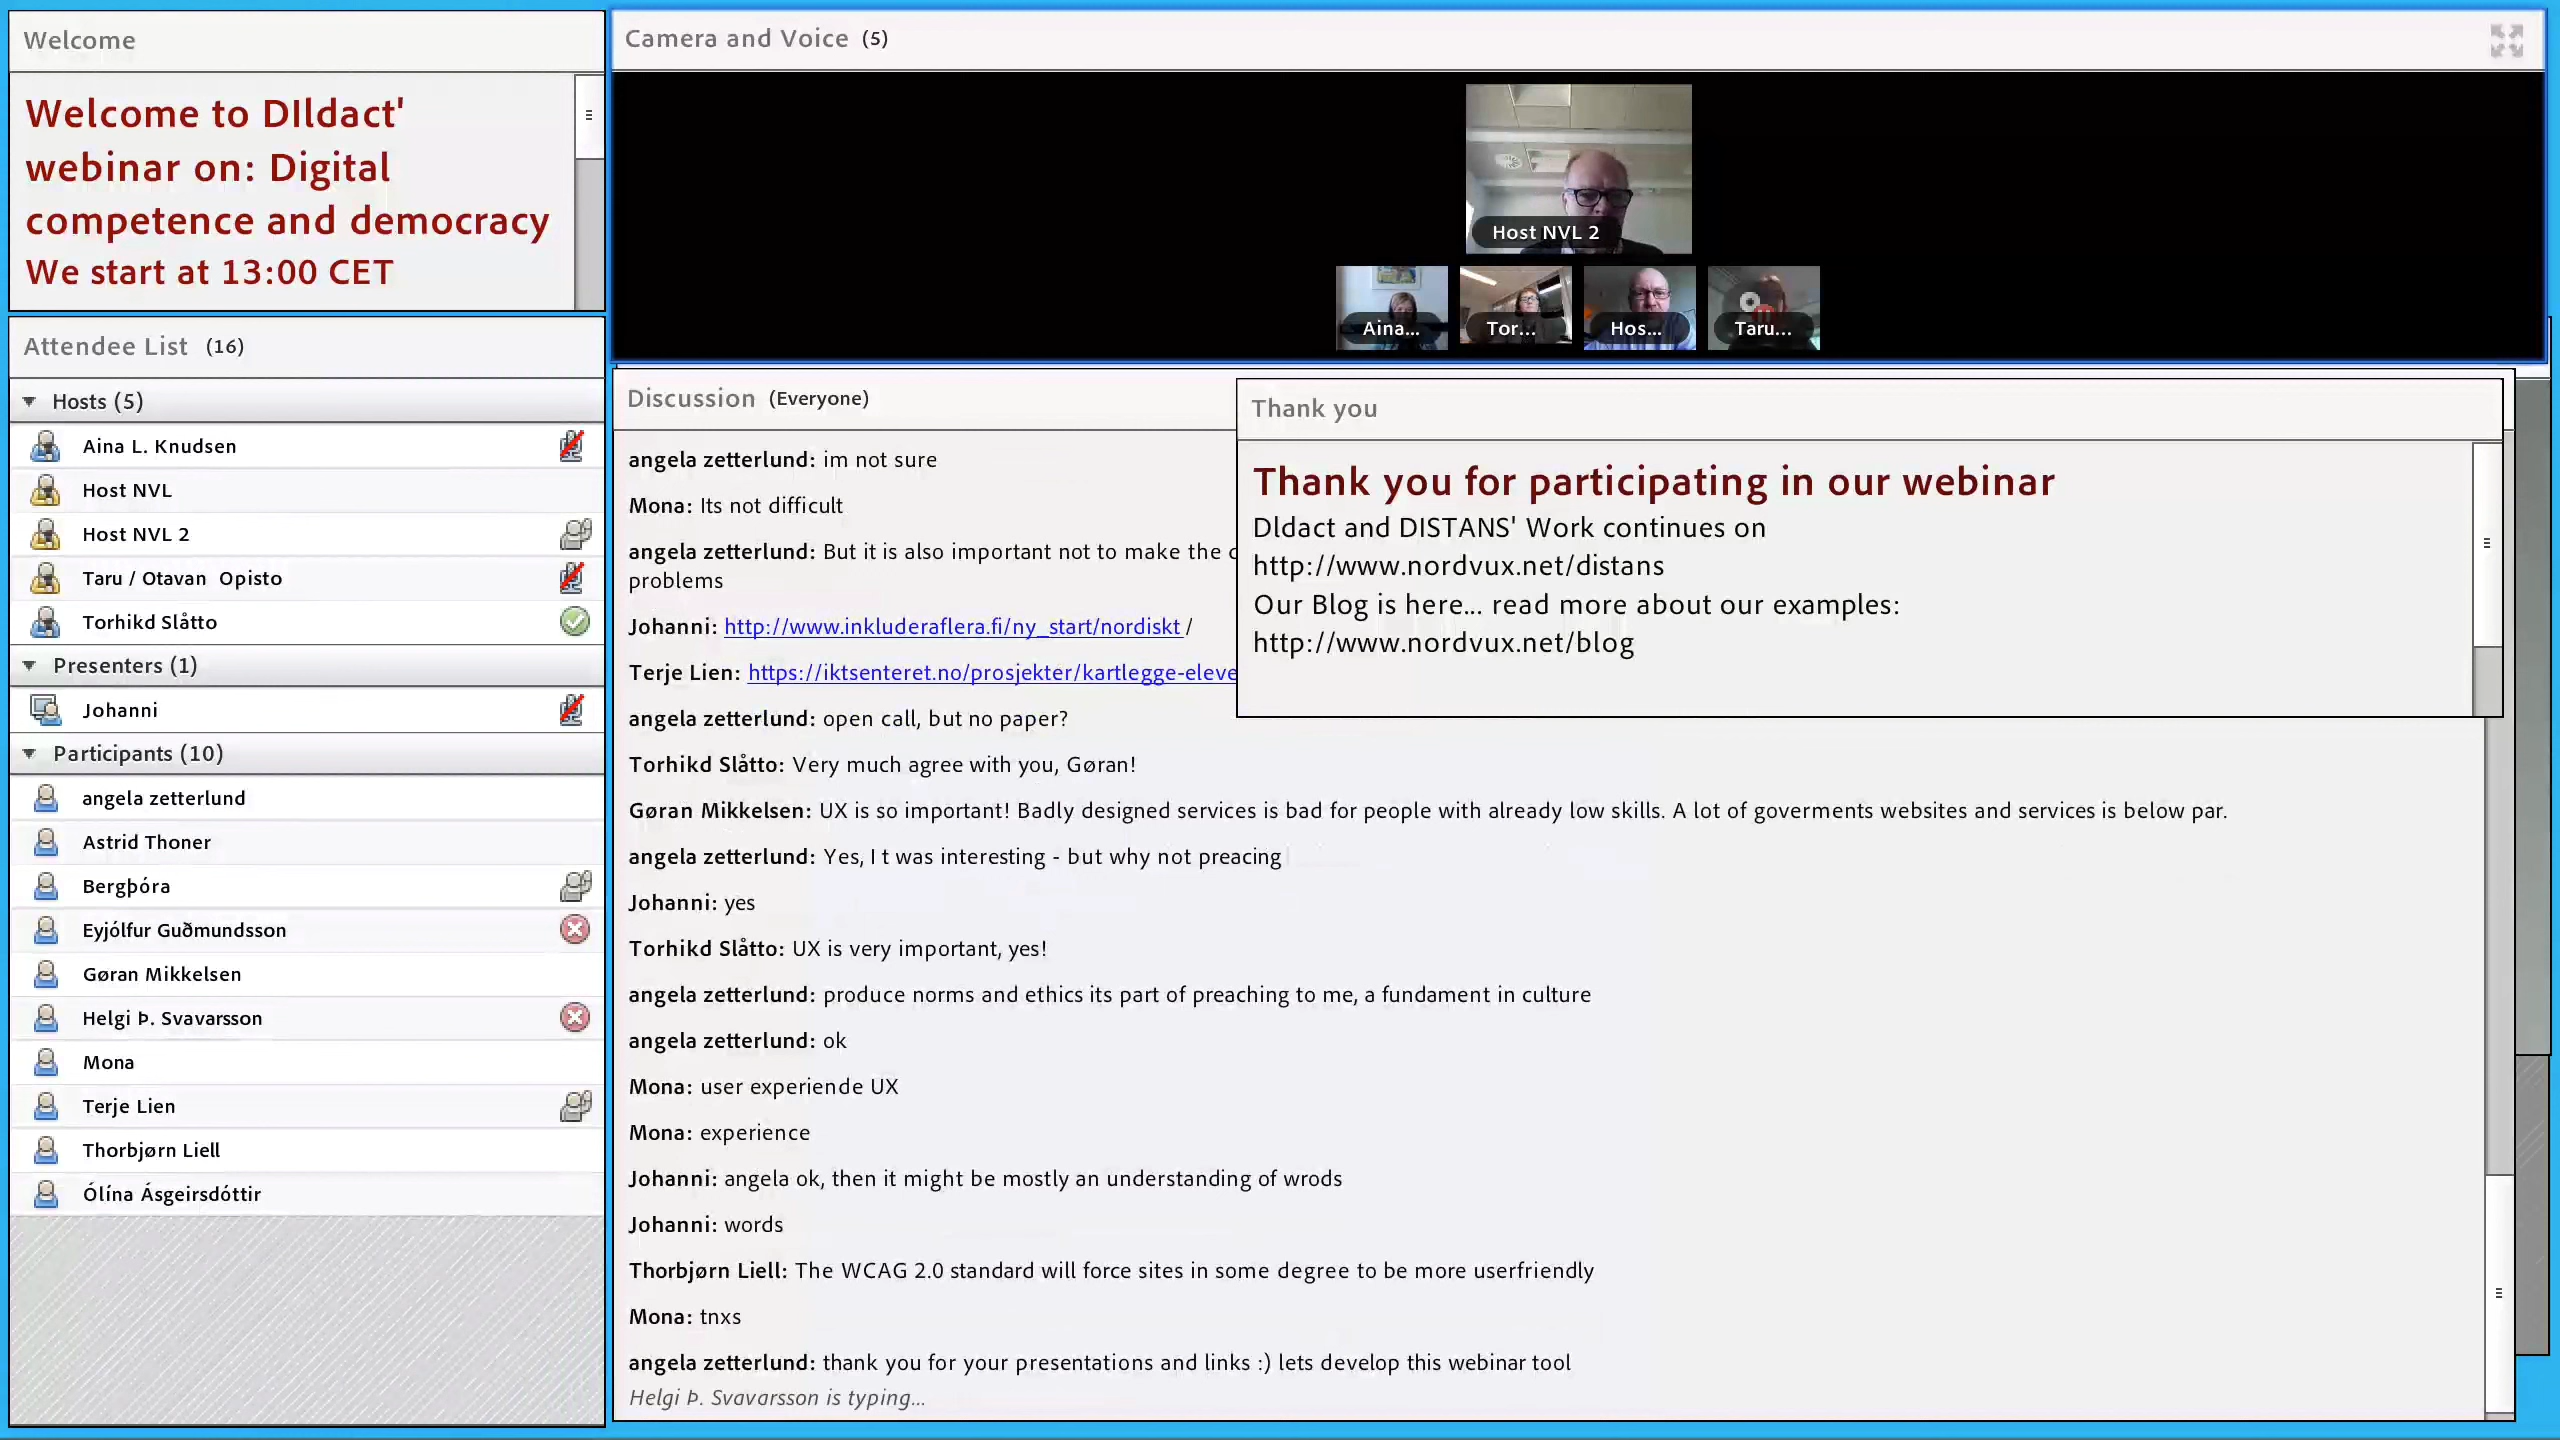 Welcome
Welcome to DIldact'
webinar on: Digital
competence and democracy
We start at 13:00 CET
Attendee List (16)
Hosts (5)
Aina L. Knudsen
Host NVL
Host NVL 2
Taru / Otavan Opisto
Torhikd Slåtto
Presenters (1)
Johanni
Participants (10)
angela zetterlund
Astrid Thoner
Bergþóra
Eyjólfur Guðmundsson
Gøran Mikkelsen
Helgi Þ. Svavarsson
Mona
Terje Lien
Thorbjørn Liell
Ólína Ásgeirsdóttir
Camera and Voice (5)
Host NVL 2
Aina...
Tor...
Hos...
Taru...
Discussion (Everyone)
angela zetterlund: im not sure
Mona: Its not difficult
angela zetterlund: But it is also important not to make the
problems
Johanni: http://www.inkluderaflera.fi/ny_start/nordiskt/
Terje Lien: https://iktsenteret.no/prosjekter/kartlegge-eleve
angela zetterlund: open call, but no paper?
Torhikd Slåtto: Very much agree with you, Gøran!
Gøran Mikkelsen: UX is so important! Badly designed services is bad for people with already low skills. A lot of goverments websites and services is below par.
angela zetterlund: Yes, I t was interesting - but why not preacing
Johanni: yes
Torhikd Slåtto: UX is very important, yes!
angela zetterlund: produce norms and ethics its part of preaching to me, a fundament in culture
angela zetterlund: ok
Mona: user experiende UX
Mona: experience
Johanni: angela ok, then it might be mostly an understanding of wrods
Johanni: words
Thorbjørn Liell: The WCAG 2.0 standard will force sites in some degree to be more userfriendly
Mona: tnxs
angela zetterlund: thank you for your presentations and links :) lets develop this webinar tool
Helgi Þ. Svavarsson is typing...
Thank you
Thank you for participating in our webinar
DIdact and DISTANS' Work continues on
http://www.nordvux.net/distans
Our Blog is here... read more about our examples:
http://www.nordvux.net/blog